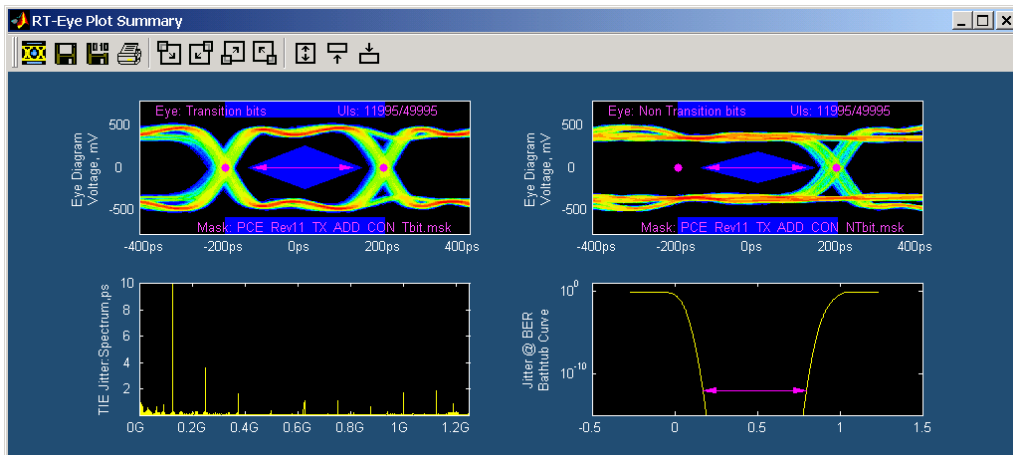 RT-Eye Plot Summary
Eye: Transition bits UIs: 11995/49995
500
0
-500
Eye Diagram
Voltage, mV
Mask: PCE_Rev11_TX_ADD_CON_Tbit.msk
-400ps -200ps 0ps 200ps 400ps
Eye: Non Transition bits UIs: 11995/49995
500
0
-500
Eye Diagram
Voltage, mV
Mask: PCE_Rev11_TX_ADD_CON_NTbit.msk
-400ps -200ps 0ps 200ps 400ps
10
8
6
4
2
TIE Jitter:Spectrum,ps
0G 0.2G 0.4G 0.6G 0.8G 1G 1.2G
10^0
10^-10
Jitter @ BER
Bathtub Curve
-0.5 0 0.5 1 1.5